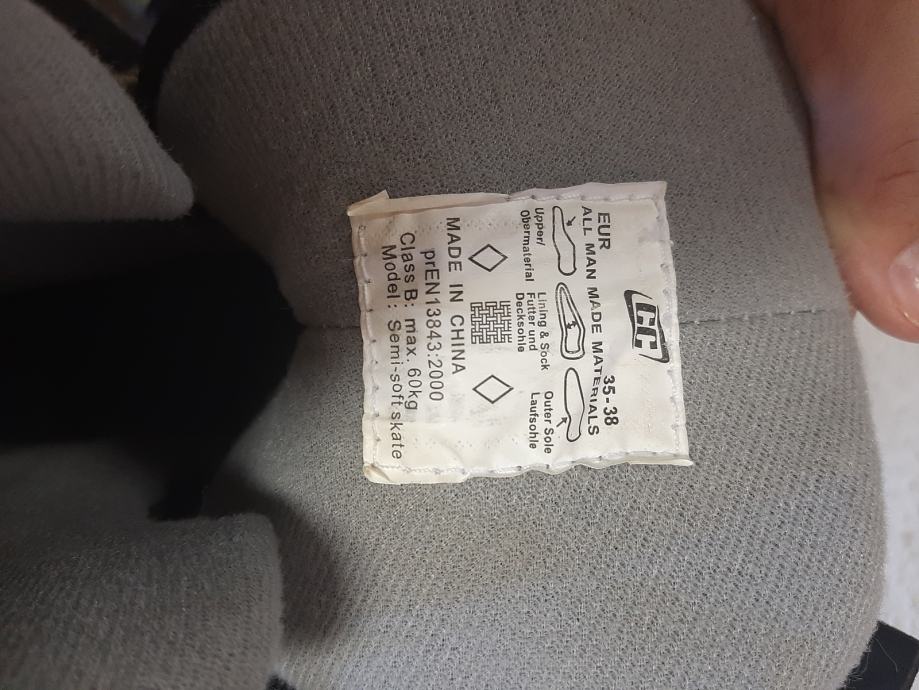 CC
EUR 35-38
ALL MAN MADE MATERIALS
Upper/
Obermaterial
Lining & Sock
Futter und
Decksohle
Outer Sole
Laufsohle
MADE IN CHINA
prEN13843:2000
Class B: max. 60kg
Model: Semi-soft skate